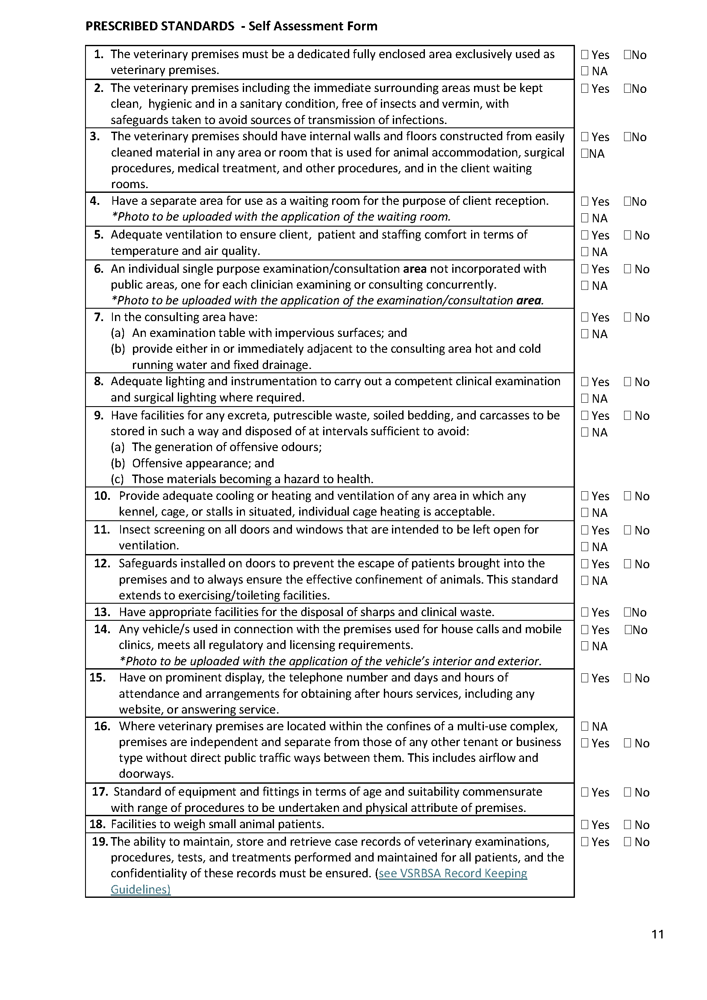 PRESCRIBED STANDARDS  - Self Assessment Form
1. The veterinary premises must be a dedicated fully enclosed area exclusively used as
veterinary premises.
☐ Yes ☐No
☐ NA
2. The veterinary premises including the immediate surrounding areas must be kept
clean,  hygienic and in a sanitary condition, free of insects and vermin, with
safeguards taken to avoid sources of transmission of infections.
☐ Yes ☐No
3. The veterinary premises should have internal walls and floors constructed from easily
cleaned material in any area or room that is used for animal accommodation, surgical
procedures, medical treatment, and other procedures, and in the client waiting
rooms.
☐ Yes ☐No
☐NA
4. Have a separate area for use as a waiting room for the purpose of client reception.
*Photo to be uploaded with the application of the waiting room.
☐ Yes ☐No
☐ NA
5. Adequate ventilation to ensure client,  patient and staffing comfort in terms of
temperature and air quality.
☐ Yes ☐ No
☐ NA
6. An individual single purpose examination/consultation area not incorporated with
public areas, one for each clinician examining or consulting concurrently.
*Photo to be uploaded with the application of the examination/consultation area.
☐ Yes ☐ No
☐ NA
7. In the consulting area have:
(a) An examination table with impervious surfaces; and
(b) provide either in or immediately adjacent to the consulting area hot and cold
running water and fixed drainage.
☐ Yes ☐ No
☐ NA
8. Adequate lighting and instrumentation to carry out a competent clinical examination
and surgical lighting where required.
☐ Yes ☐ No
☐ NA
9. Have facilities for any excreta, putrescible waste, soiled bedding, and carcasses to be
stored in such a way and disposed of at intervals sufficient to avoid:
(a) The generation of offensive odours;
(b) Offensive appearance; and
(c) Those materials becoming a hazard to health.
☐ Yes ☐ No
☐ NA
10. Provide adequate cooling or heating and ventilation of any area in which any
kennel, cage, or stalls in situated, individual cage heating is acceptable.
☐ Yes ☐ No
☐ NA
11. Insect screening on all doors and windows that are intended to be left open for
ventilation.
☐ Yes ☐ No
☐ NA
12. Safeguards installed on doors to prevent the escape of patients brought into the
premises and to always ensure the effective confinement of animals. This standard
extends to exercising/toileting facilities.
☐ Yes ☐ No
☐ NA
13. Have appropriate facilities for the disposal of sharps and clinical waste.
☐ Yes ☐No
14. Any vehicle/s used in connection with the premises used for house calls and mobile
clinics, meets all regulatory and licensing requirements.
*Photo to be uploaded with the application of the vehicle’s interior and exterior.
☐ Yes ☐No
☐ NA
15. Have on prominent display, the telephone number and days and hours of
attendance and arrangements for obtaining after hours services, including any
website, or answering service.
☐ Yes ☐ No
16. Where veterinary premises are located within the confines of a multi-use complex,
premises are independent and separate from those of any other tenant or business
type without direct public traffic ways between them. This includes airflow and
doorways.
☐ NA
☐ Yes ☐ No
17. Standard of equipment and fittings in terms of age and suitability commensurate
with range of procedures to be undertaken and physical attribute of premises.
☐ Yes ☐ No
18. Facilities to weigh small animal patients.
☐ Yes ☐ No
19. The ability to maintain, store and retrieve case records of veterinary examinations,
procedures, tests, and treatments performed and maintained for all patients, and the
confidentiality of these records must be ensured. (see VSRBSA Record Keeping
Guidelines)
☐ Yes ☐ No
11